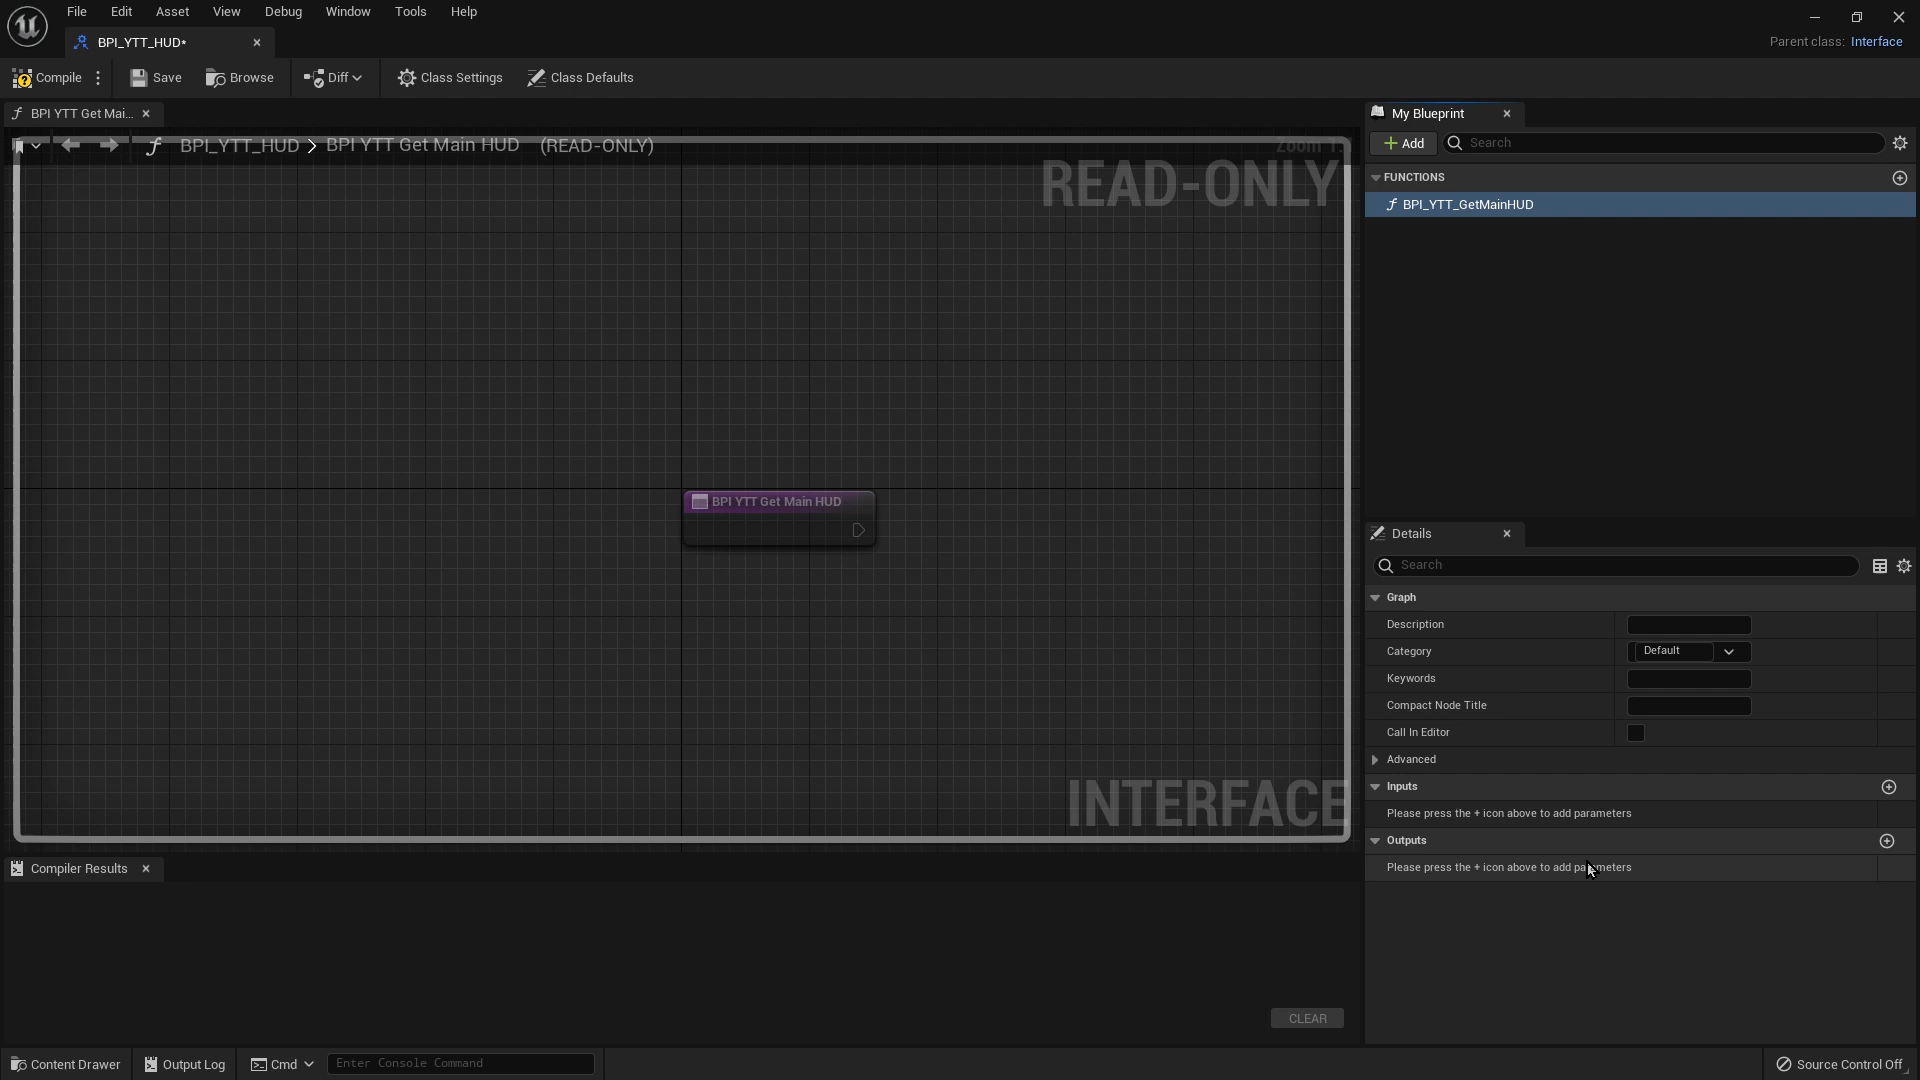 File Edit Asset View Debug Window Tools Help
BPI_YTT_HUD*
Parent class: Interface
Compile Save Browse Diff Class Settings Class Defaults
BPI YTT Get Mai...
BPI_YTT_HUD > BPI YTT Get Main HUD (READ-ONLY)
READ-ONLY
BPI YTT Get Main HUD
INTERFACE
Compiler Results
CLEAR
My Blueprint
Add Search
FUNCTIONS
BPI_YTT_GetMainHUD
Details
Search
Graph
Description
Category Default
Keywords
Compact Node Title
Call In Editor
Advanced
Inputs
Please press the + icon above to add parameters
Outputs
Please press the + icon above to add parameters
Content Drawer Output Log Cmd Enter Console Command Source Control Off